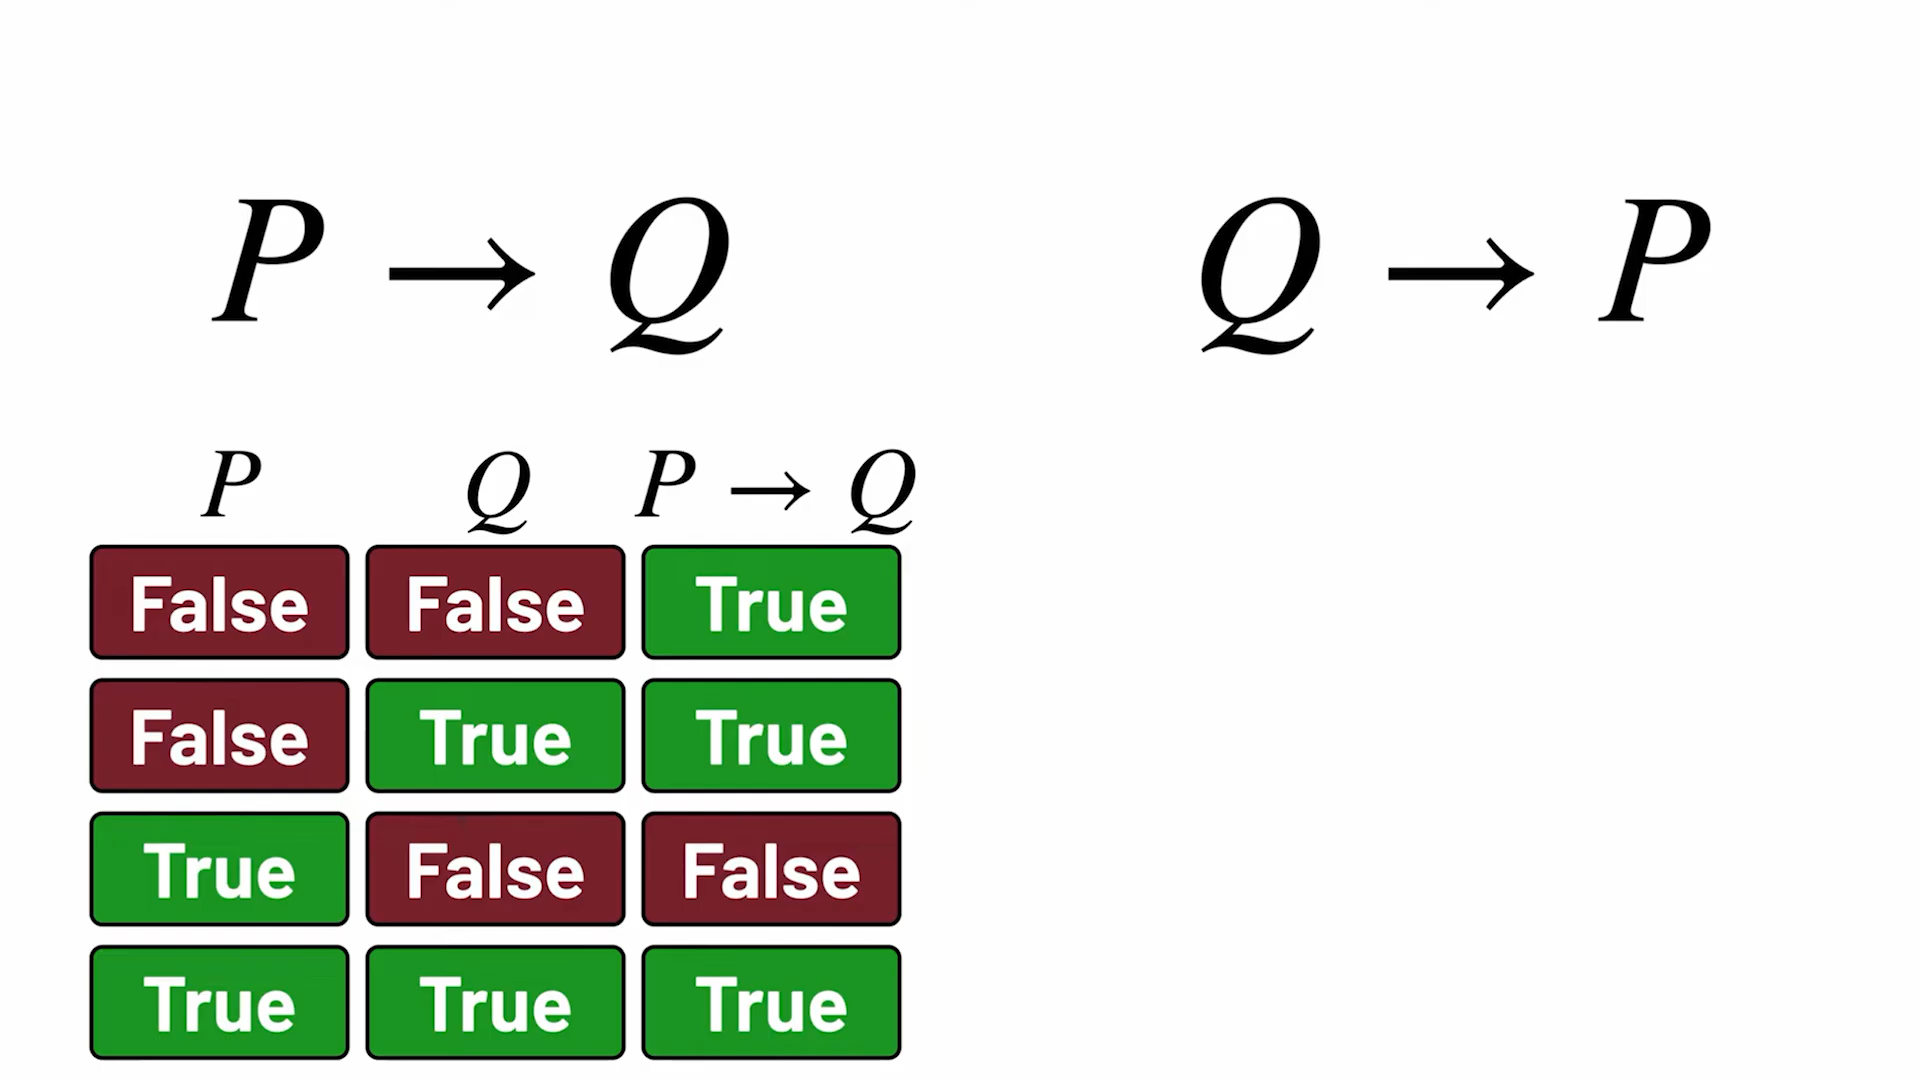 P → Q
Q → P
P Q P → Q
False False True
False True True
True False False
True True True